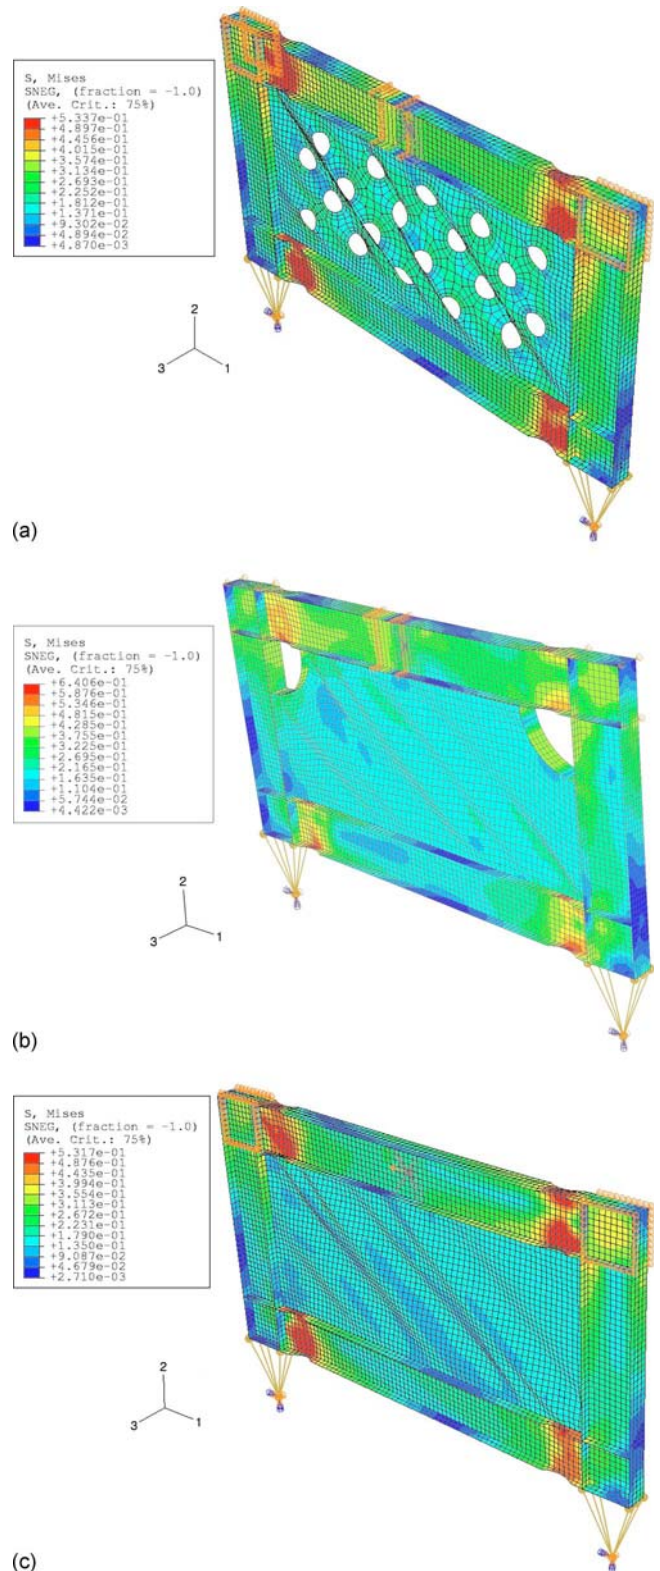 S, Mises
SNEG, (fraction = -1.0)
(Ave. Crit.: 75%)
+5.337e-01
+4.897e-01
+4.456e-01
+4.015e-01
+3.574e-01
+3.134e-01
+2.693e-01
+2.252e-01
+1.812e-01
+1.371e-01
+9.302e-02
+4.894e-02
+4.870e-03
2
3
1
(a)
S, Mises
SNEG, (fraction = -1.0)
(Ave. Crit.: 75%)
+6.406e-01
+5.876e-01
+5.346e-01
+4.815e-01
+4.285e-01
+3.755e-01
+3.225e-01
+2.695e-01
+2.165e-01
+1.635e-01
+1.104e-01
+5.744e-02
+4.422e-03
2
3
1
(b)
S, Mises
SNEG, (fraction = -1.0)
(Ave. Crit.: 75%)
+5.317e-01
+4.876e-01
+4.435e-01
+3.994e-01
+3.554e-01
+3.113e-01
+2.672e-01
+2.231e-01
+1.790e-01
+1.350e-01
+9.087e-02
+4.679e-02
+2.710e-03
2
3
1
(c)